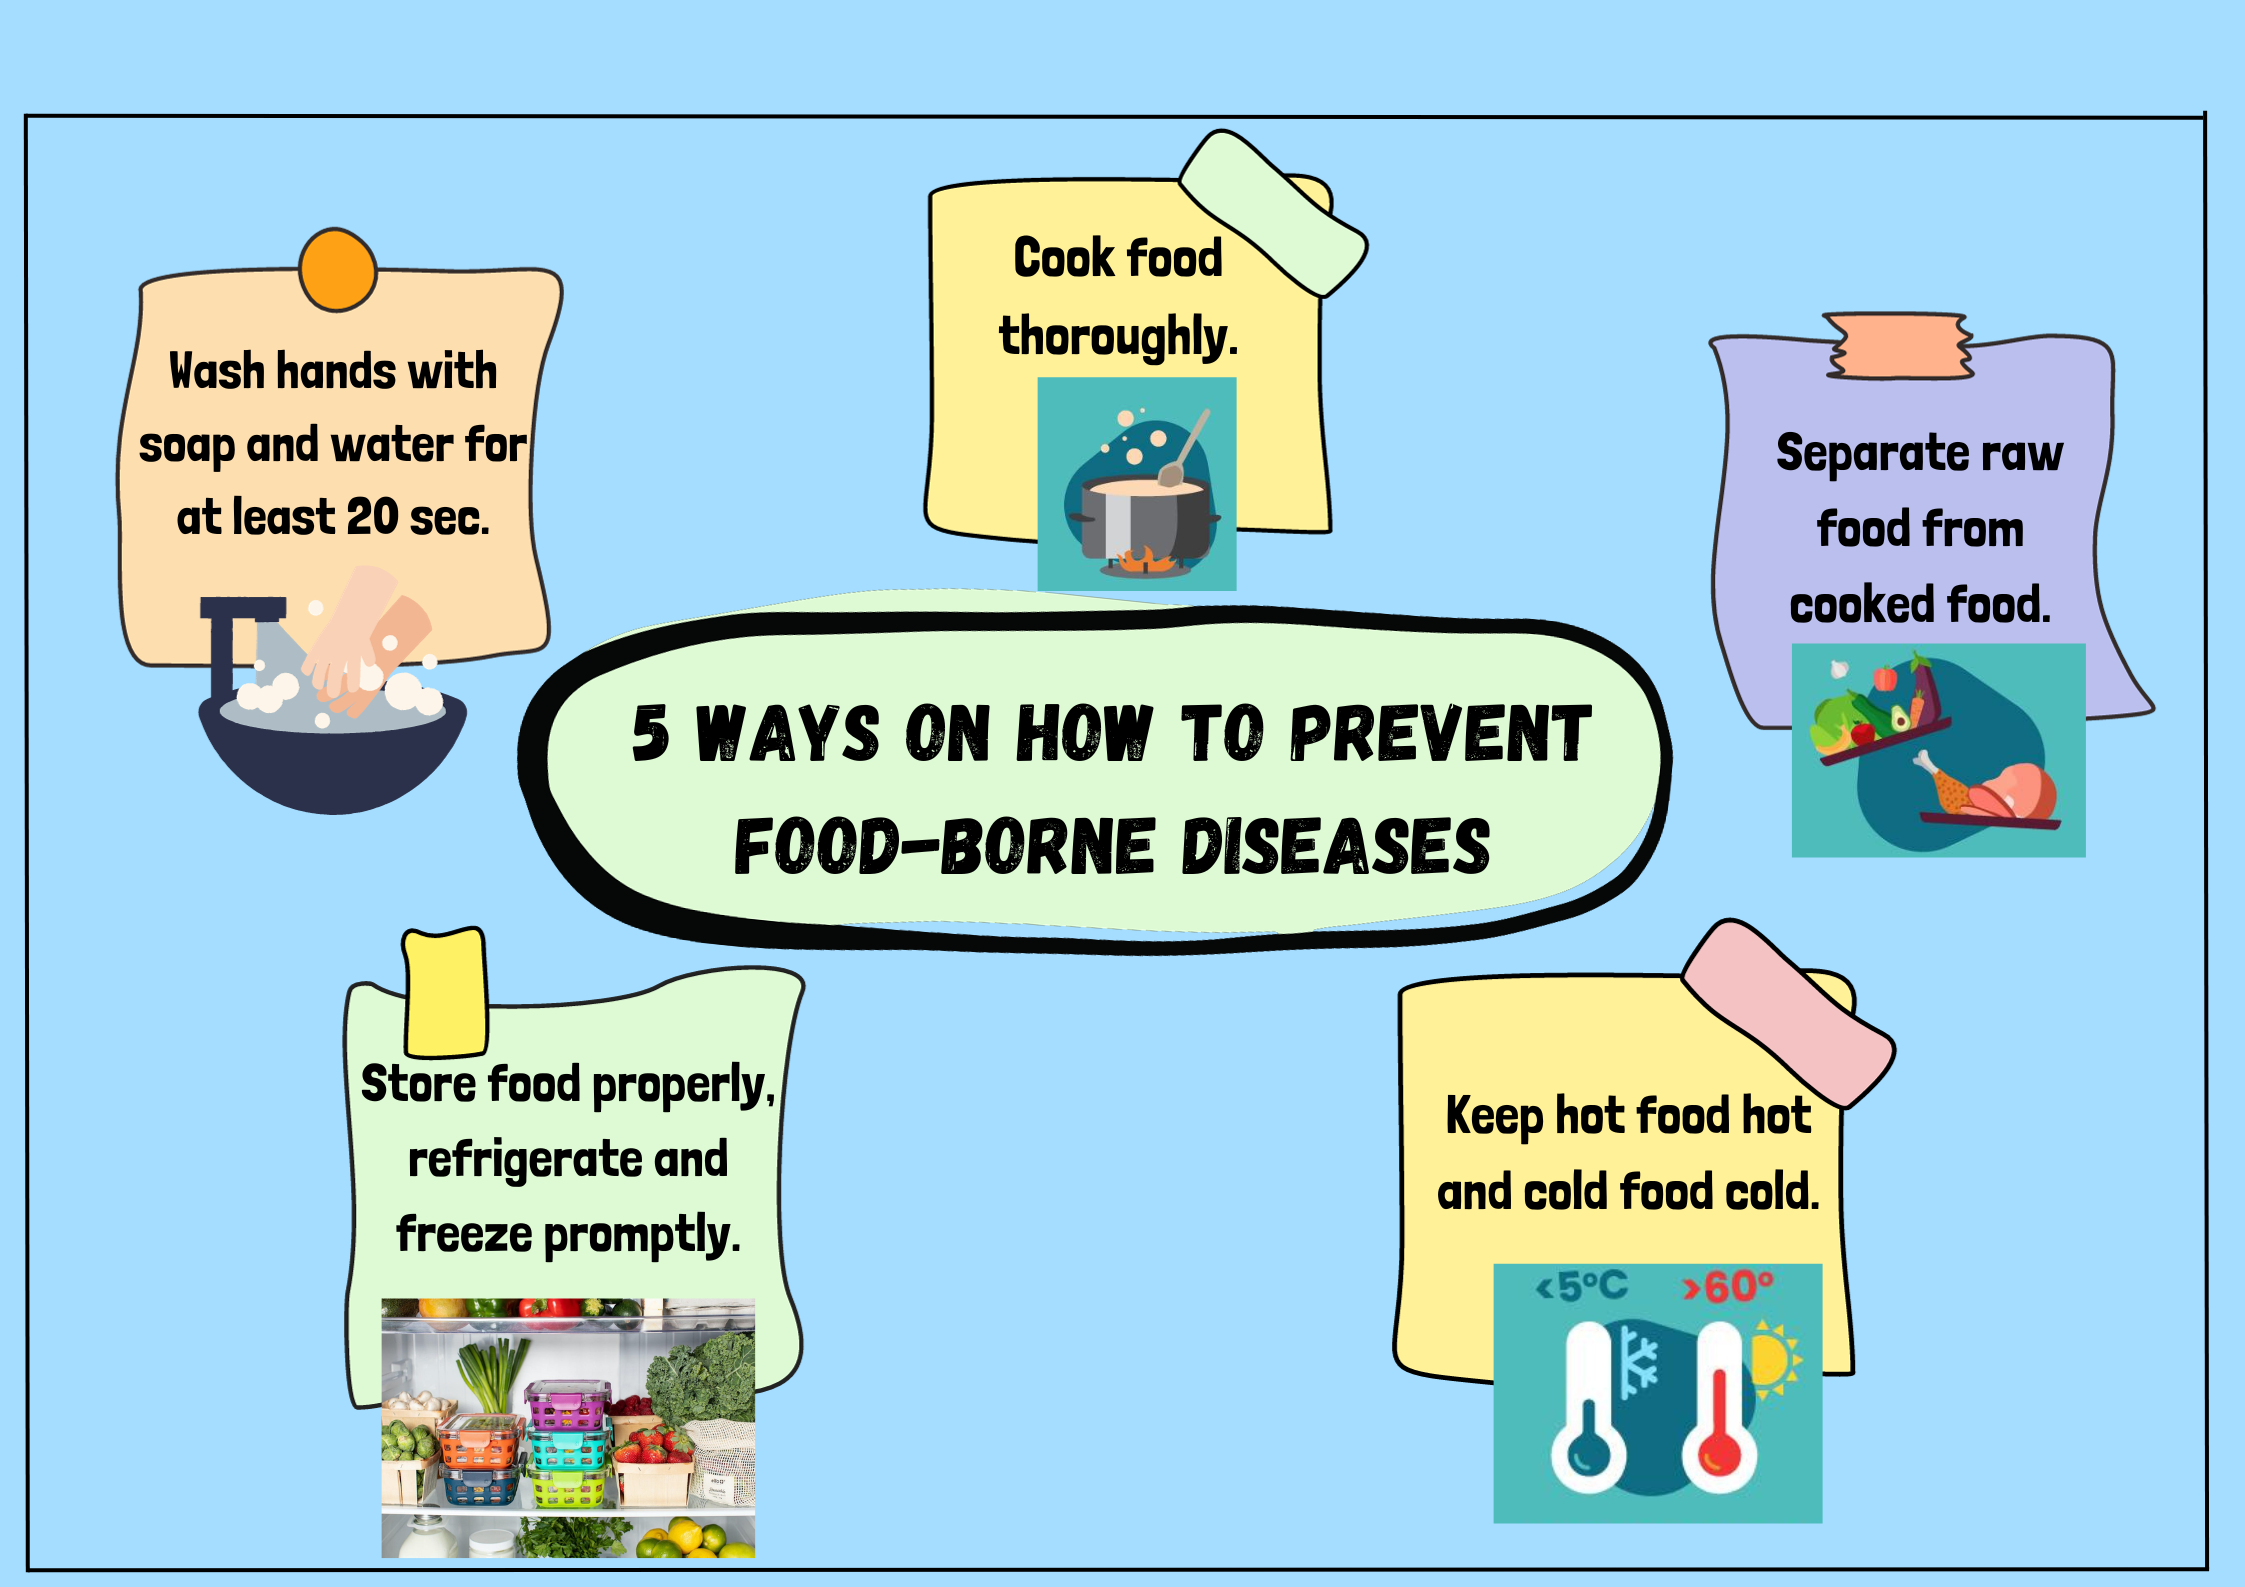 Cook food
thoroughly.
Wash hands with
soap and water for
at least 20 sec.
Separate raw
food from
cooked food.
5 WAYS ON HOW TO PREVENT
FOOD-BORNE DISEASES
Store food properly,
refrigerate and
freeze promptly.
Keep hot food hot
and cold food cold.
<5°C >60°